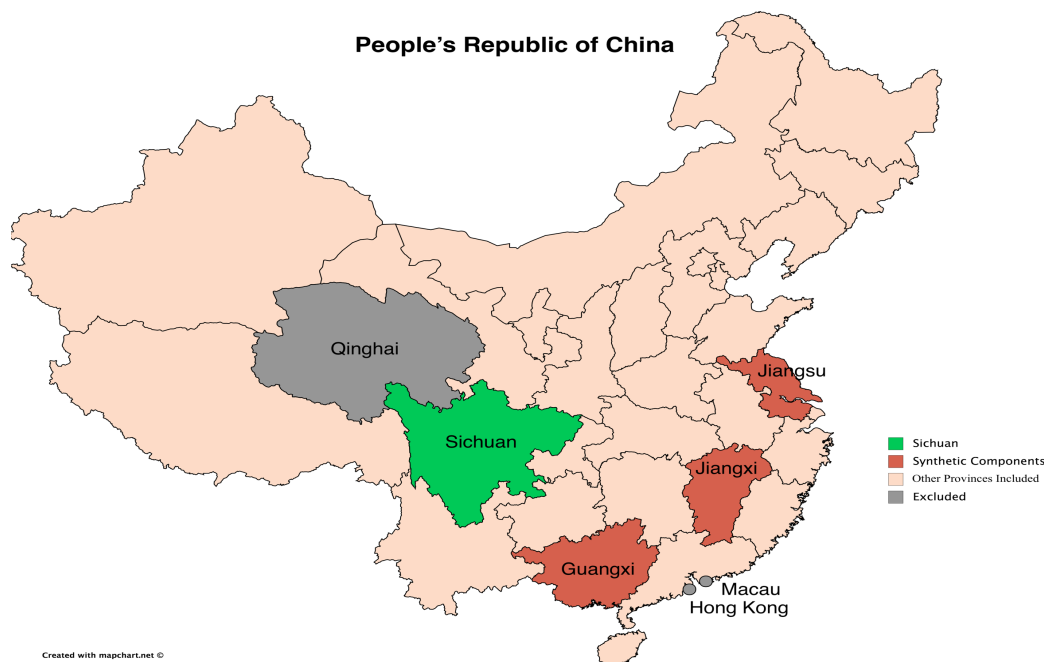 People's Republic of China
Qinghai
Jiangsu
Sichuan
Jiangxi
Guangxi
Macau
Hong Kong
Sichuan
Synthetic Components
Other Provinces Included
Excluded
Created with mapchart.net ©